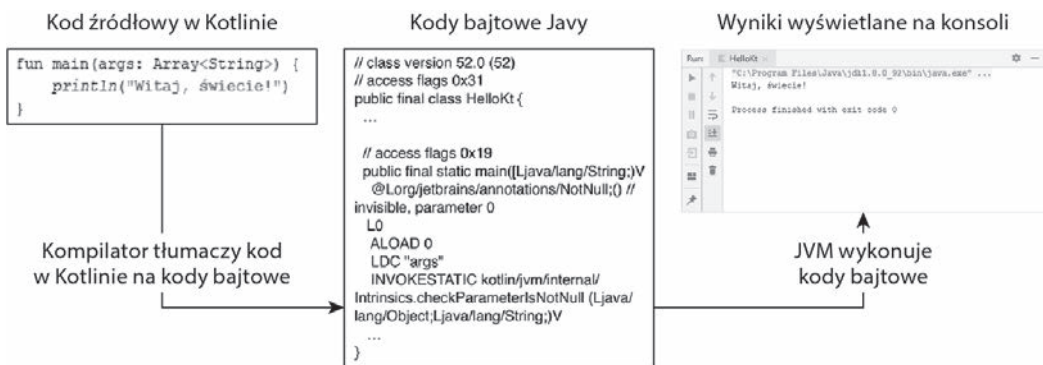 Kod źródłowy w Kotlinie
fun main(args: Array<String>) {
println("Witaj, świecie!")
}
Kompilator tłumaczy kod
w Kotlinie na kody bajtowe
Kody bajtowe Javy
// class version 52.0 (52)
// access flags 0x31
public final class HelloKt {
...
// access flags 0x19
public final static main([Ljava/lang/String;)V
@Lorg/jetbrains/annotations/NotNull;() //
invisible, parameter 0
L0
ALOAD 0
LDC "args"
INVOKESTATIC kotlin/jvm/internal/
Intrinsics.checkParameterIsNotNull (Ljava/
lang/Object;Ljava/lang/String;)V
...
}
Wyniki wyświetlane na konsoli
Run: HelloKt
"C:\Program Files\Java\jdk1.8.0_92\bin\java.exe" ...
Witaj, świecie!
Process finished with exit code 0
JVM wykonuje
kody bajtowe